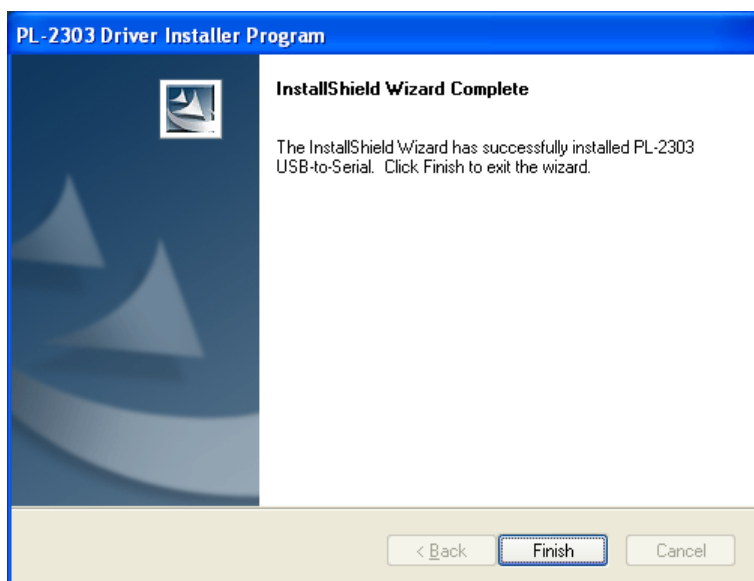 PL-2303 Driver Installer Program
InstallShield Wizard Complete
The InstallShield Wizard has successfully installed PL-2303
USB-to-Serial. Click Finish to exit the wizard.
< Back
Finish
Cancel